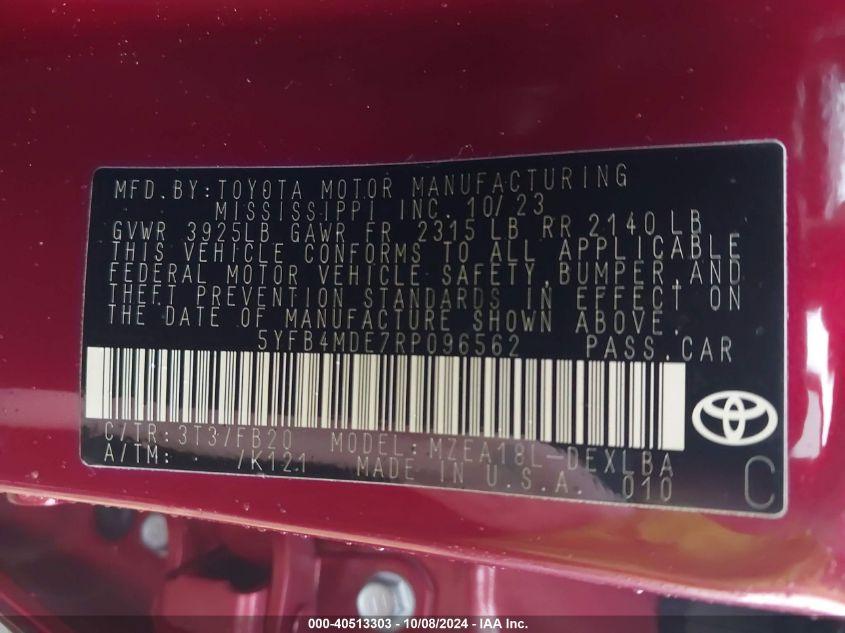 MFD. BY: TOYOTA MOTOR MANUFACTURING
MISSISSIPPI INC. 10/23
GVWR 3925LB GAWR FR 2315 LB RR 2140 LB
THIS VEHICLE CONFORMS TO ALL APPLICABLE
FEDERAL MOTOR VEHICLE SAFETY, BUMPER, AND
THEFT PREVENTION STANDARDS IN EFFECT ON
THE DATE OF MANUFACTURE SHOWN ABOVE.
5YFB4MDE7RP096562 PASS. CAR
C/TR: 3T3/FB20 MODEL: MZEA18L-DEXLBA
A/TM: /K121 MADE IN U.S.A. 010
C
000-40513303 - 10/08/2024 - IAA Inc.